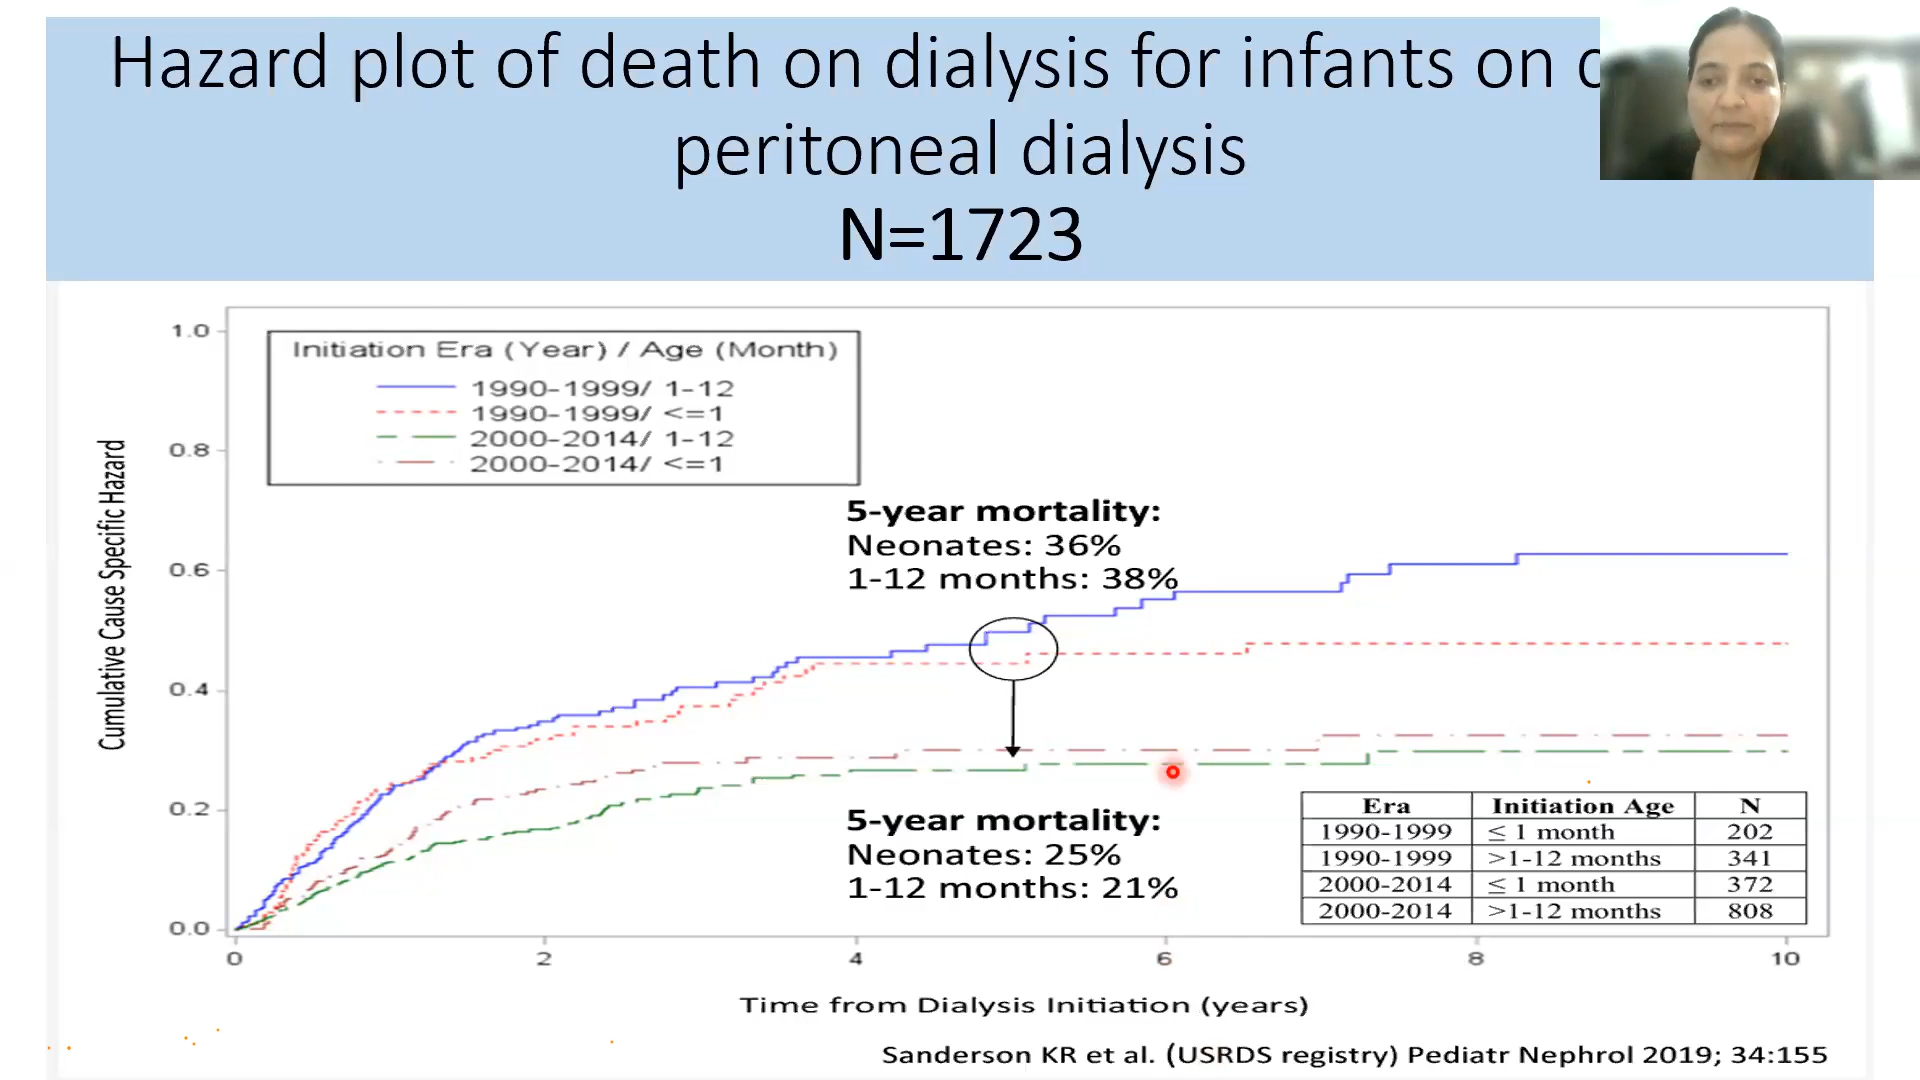 Hazard plot of death on dialysis for infants on
peritoneal dialysis
N=1723
Initiation Era (Year) / Age (Month)
1990-1999/ 1-12
1990-1999/ <=1
2000-2014/ 1-12
2000-2014/ <=1
1.0
0.8
0.6
0.4
0.2
0.0
Cumulative Cause Specific Hazard
5-year mortality:
Neonates: 36%
1-12 months: 38%
5-year mortality:
Neonates: 25%
1-12 months: 21%
Era Initiation Age N
1990-1999 ≤ 1 month 202
1990-1999 >1-12 months 341
2000-2014 ≤ 1 month 372
2000-2014 >1-12 months 808
0 2 4 6 8 10
Time from Dialysis Initiation (years)
Sanderson KR et al. (USRDS registry) Pediatr Nephrol 2019; 34:155